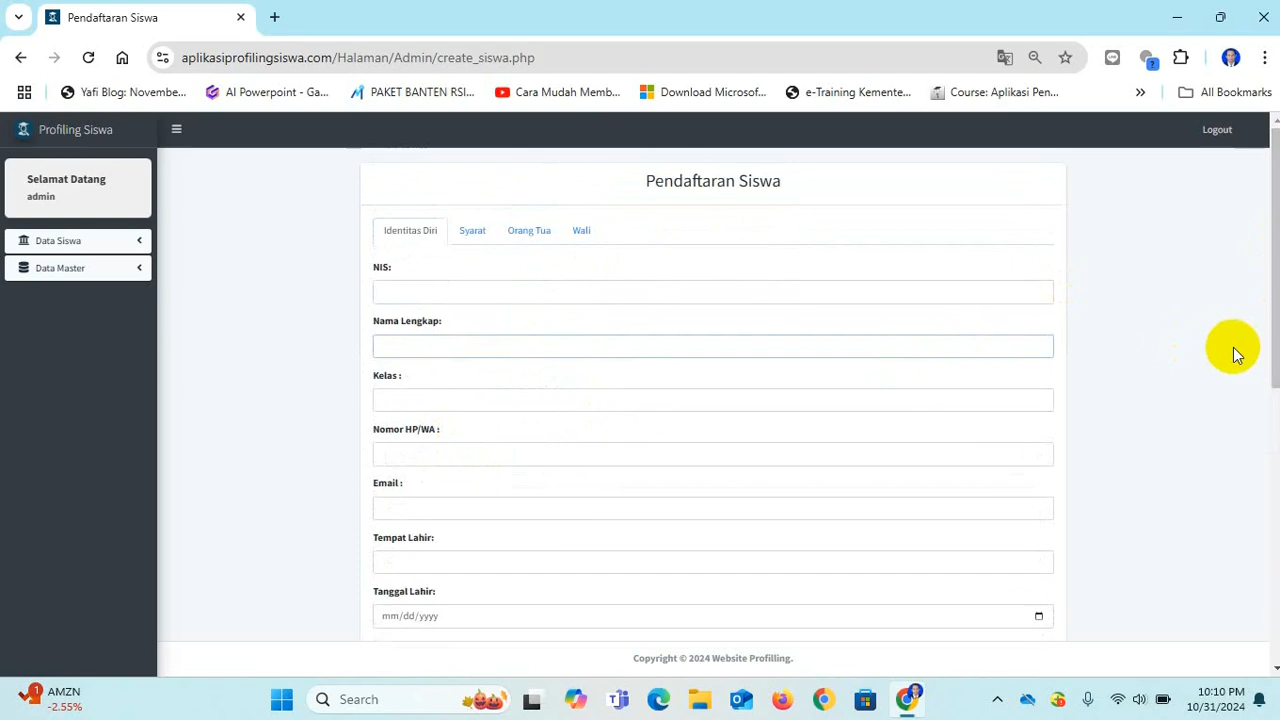 Pendaftaran Siswa
aplikasiprofilingsiswa.com/Halaman/Admin/create_siswa.php
Yafi Blog: Novembe...
AI Powerpoint - Ga...
PAKET BANTEN RSI...
Cara Mudah Memb...
Download Microsof...
e-Training Kemente...
Course: Aplikasi Pen...
All Bookmarks
Profiling Siswa
Logout
Selamat Datang
admin
Data Siswa
Data Master
Pendaftaran Siswa
Identitas Diri Syarat Orang Tua Wali
NIS:
Nama Lengkap:
Kelas :
Nomor HP/WA :
Email :
Tempat Lahir:
Tanggal Lahir:
mm/dd/yyyy
Copyright © 2024 Website Profilling.
1
AMZN
-2.55%
Search
10:10 PM
10/31/2024